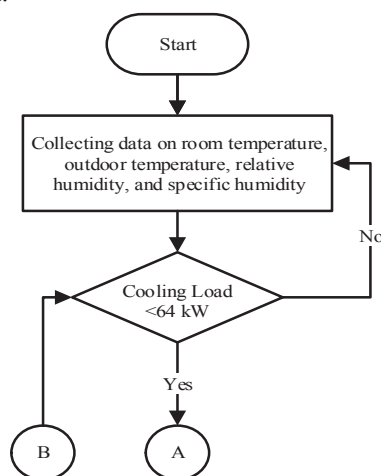 Start
Collecting data on room temperature,
outdoor temperature, relative
humidity, and specific humidity
No
Cooling Load
<64 kW
Yes
B
A